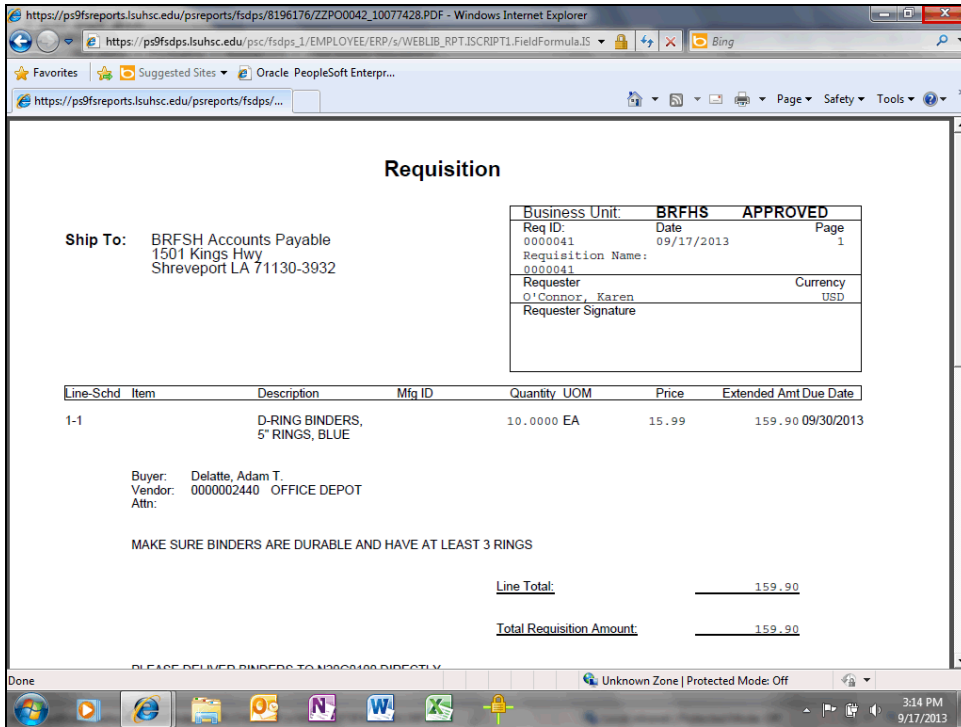 https://ps9fsreports.lsuhsc.edu/psreports/fsdps/8196176/ZZPO0042_10077428.PDF - Windows Internet Explorer
https://ps9fsdps.lsuhsc.edu/psc/fsdps_1/EMPLOYEE/ERP/s/WEBLIB_RPT.ISCRIPT1.FieldFormula.IS
Bing
Favorites Suggested Sites Oracle PeopleSoft Enterpr...
https://ps9fsreports.lsuhsc.edu/psreports/fsdps/...
Page Safety Tools
Requisition
Ship To: BRFSH Accounts Payable
1501 Kings Hwy
Shreveport LA 71130-3932
Business Unit: BRFHS APPROVED
Req ID: Date Page
0000041 09/17/2013 1
Requisition Name:
0000041
Requester Currency
O'Connor, Karen USD
Requester Signature
Line-Schd Item Description Mfg ID Quantity UOM Price Extended Amt Due Date
1-1 D-RING BINDERS, 10.0000 EA 15.99 159.90 09/30/2013
5" RINGS, BLUE
Buyer: Delatte, Adam T.
Vendor: 0000002440 OFFICE DEPOT
Attn:
MAKE SURE BINDERS ARE DURABLE AND HAVE AT LEAST 3 RINGS
Line Total: 159.90
Total Requisition Amount: 159.90
PLEASE DELIVER BINDERS TO DIRECTLY
Done Unknown Zone | Protected Mode: Off
3:14 PM
9/17/2013